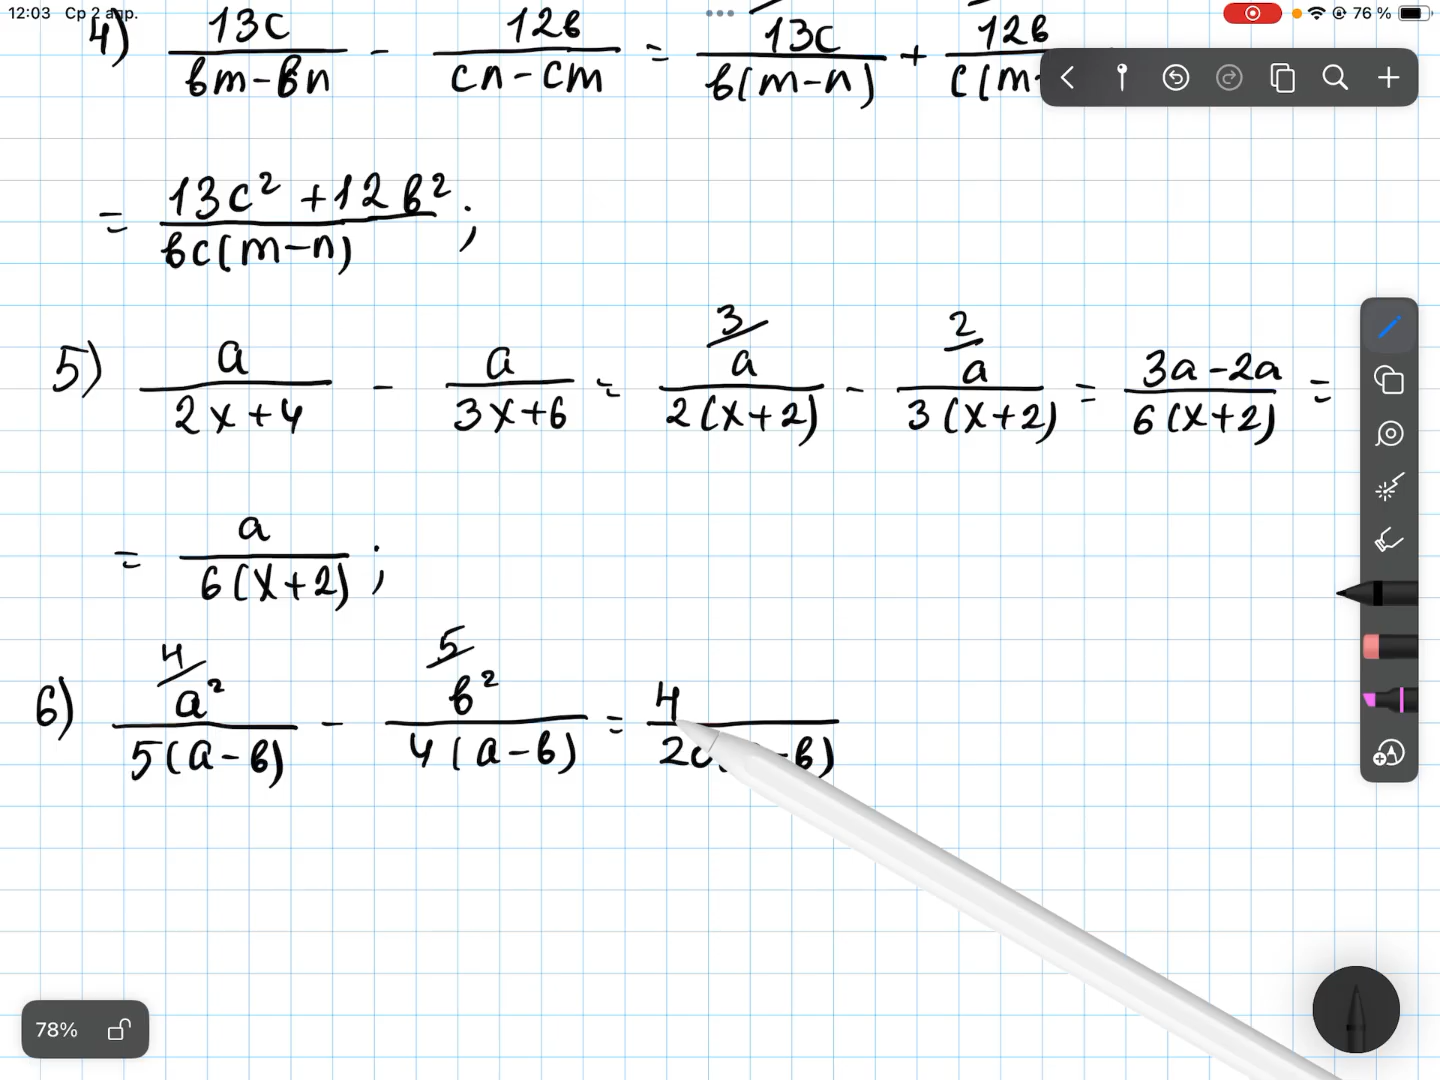 12:03 Ср 2 апр.
76 %
4) 13c/(bm-bn) - 12b/(cn-cm) = 13c/(b(m-n)) + 12b/(c(m-
= (13c² + 12b²)/(bc(m-n));
5) a/(2x+4) - a/(3x+6) = 3/ a/(2(x+2)) - 2/ a/(3(x+2)) = (3a-2a)/(6(x+2)) =
= a/(6(x+2));
6) 4/ a²/(5(a-b)) - 5/ b²/(4(a-b)) = 4
78%